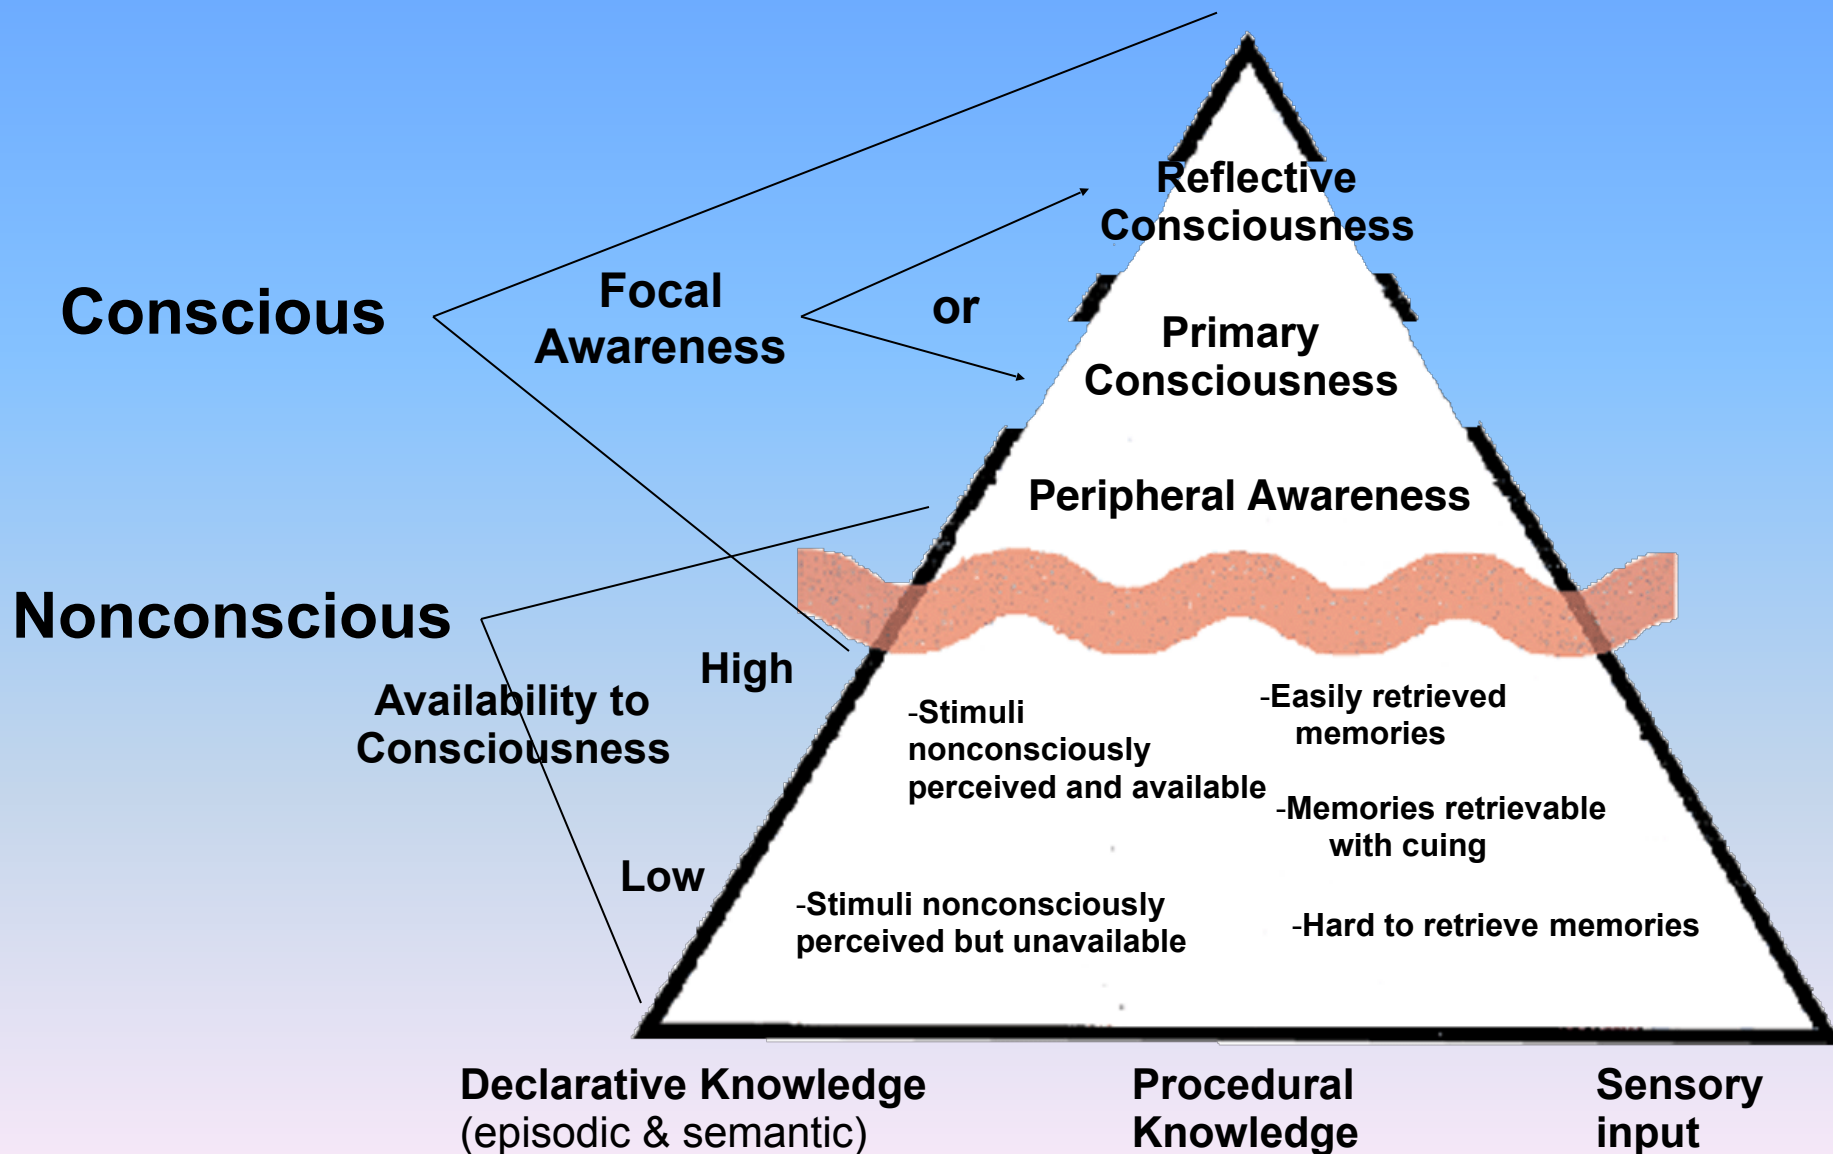 Reflective
Consciousness
Conscious
Focal
Awareness
or
Primary
Consciousness
Peripheral Awareness
Nonconscious
Availability to
Consciousness
High
Low
-Stimuli
nonconsciously
perceived and available
-Easily retrieved
memories
-Memories retrievable
with cuing
-Stimuli nonconsciously
perceived but unavailable
-Hard to retrieve memories
Declarative Knowledge
(episodic & semantic)
Procedural
Knowledge
Sensory
input